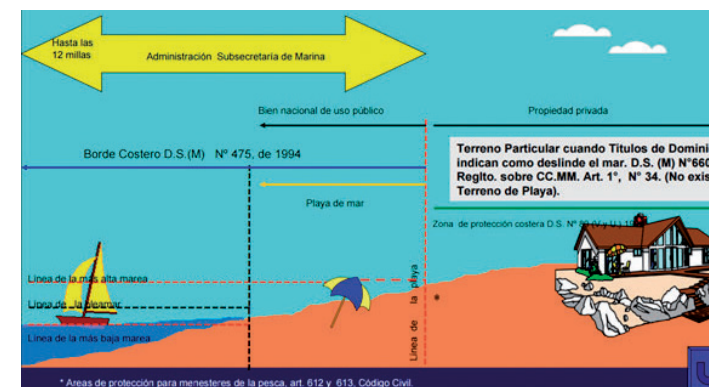 Hasta las
12 millas
Administración Subsecretaría de Marina
Bien nacional de uso público
Propiedad privada
Borde Costero D.S.(M) Nº 475, de 1994
Terreno Particular cuando Titulos de Domini
indican como deslinde el mar. D.S. (M) N°660
Reglto. sobre CC.MM. Art. 1°, N° 34. (No exis
Terreno de Playa).
Playa de mar
Zona de protección costera D.S. Nº
Línea de la más alta marea
Línea de la pleamar
Línea de la más baja marea
Línea de la playa
*
* Areas de protección para menesteres de la pesca, art. 612 y 613, Código Civil.